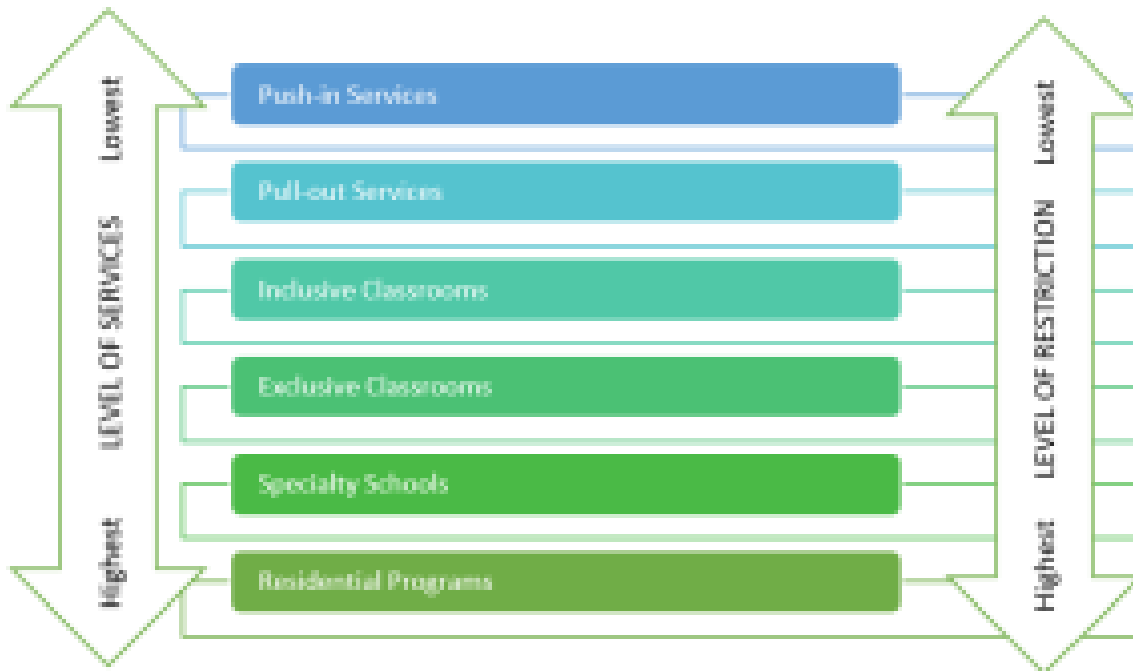 Lowest
LEVEL OF SERVICES
Highest
Push-in Services
Pull-out Services
Inclusive Classrooms
Exclusive Classrooms
Specialty Schools
Residential Programs
Lowest
LEVEL OF RESTRICTION
Highest